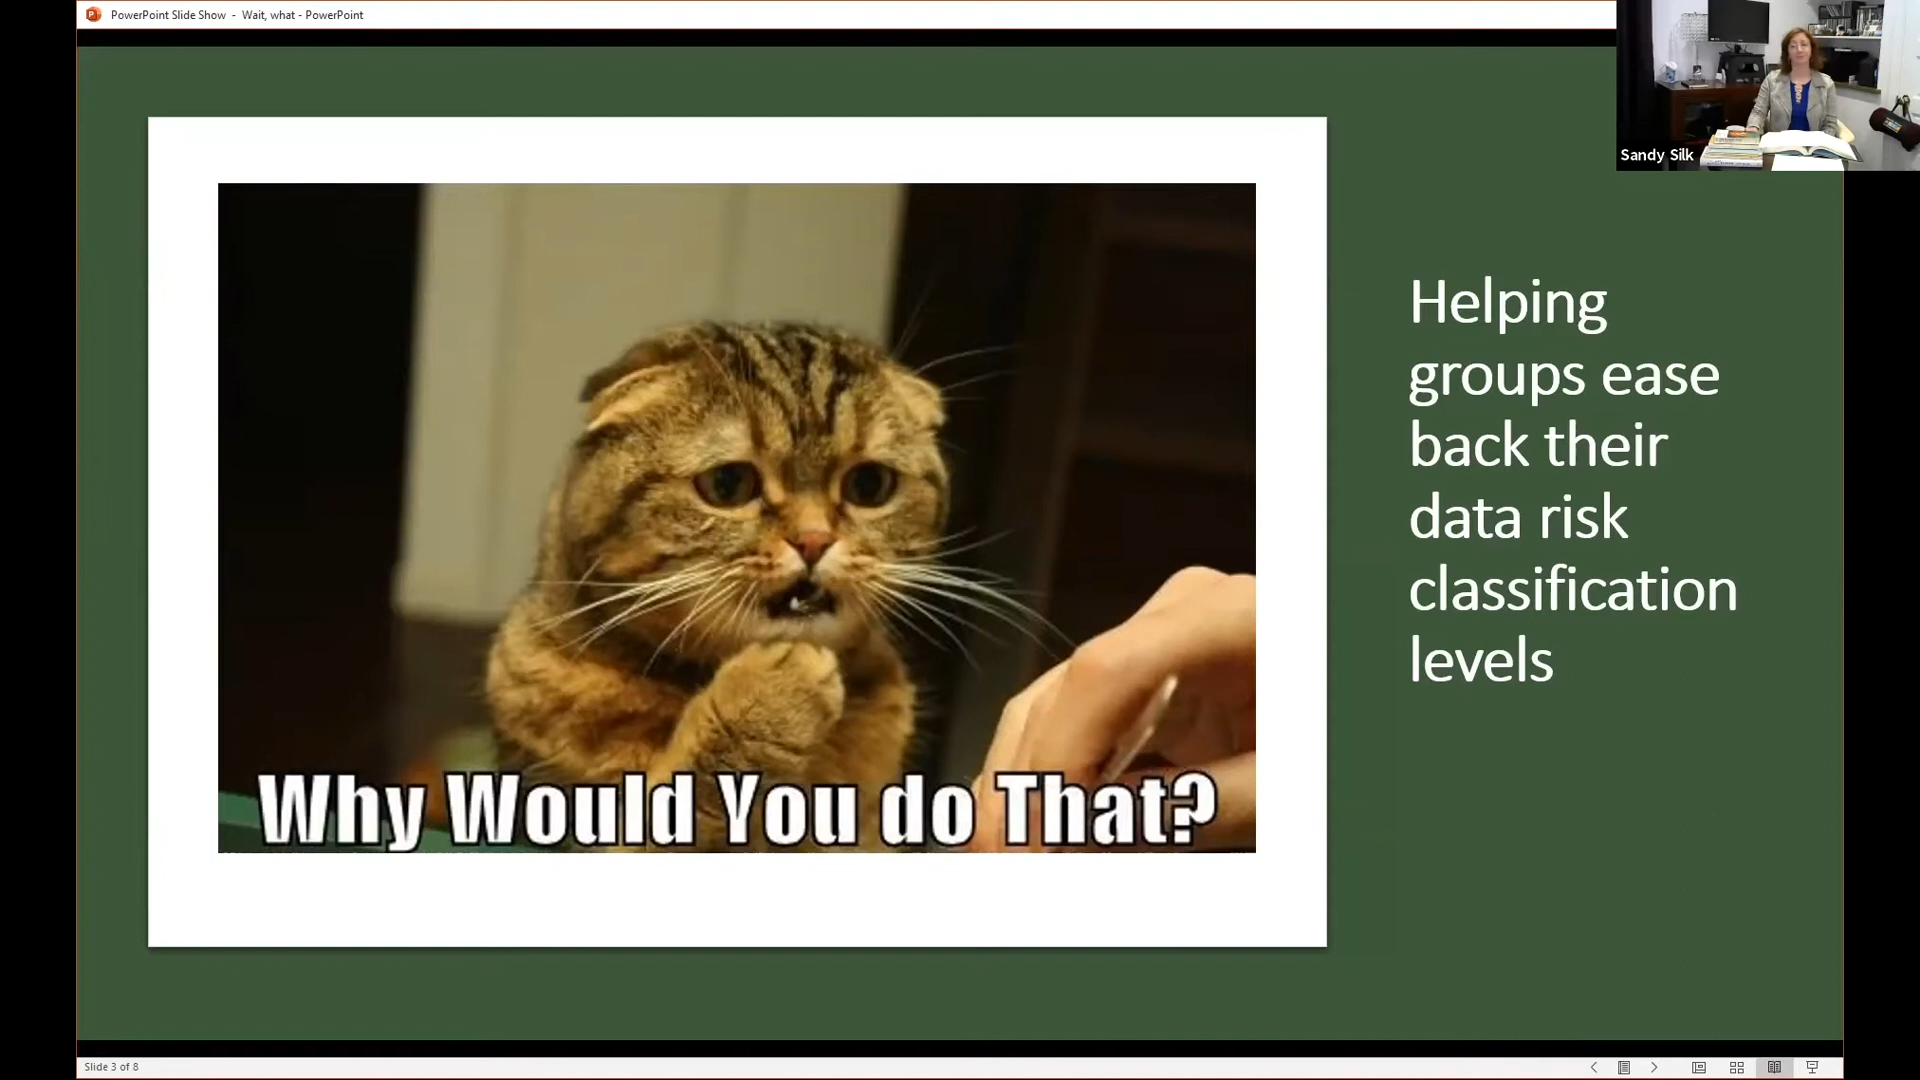 PowerPoint Slide Show - Wait, what - PowerPoint
Sandy Silk
Helping
groups ease
back their
data risk
classification
levels
Why Would You do That?
Slide 3 of 8